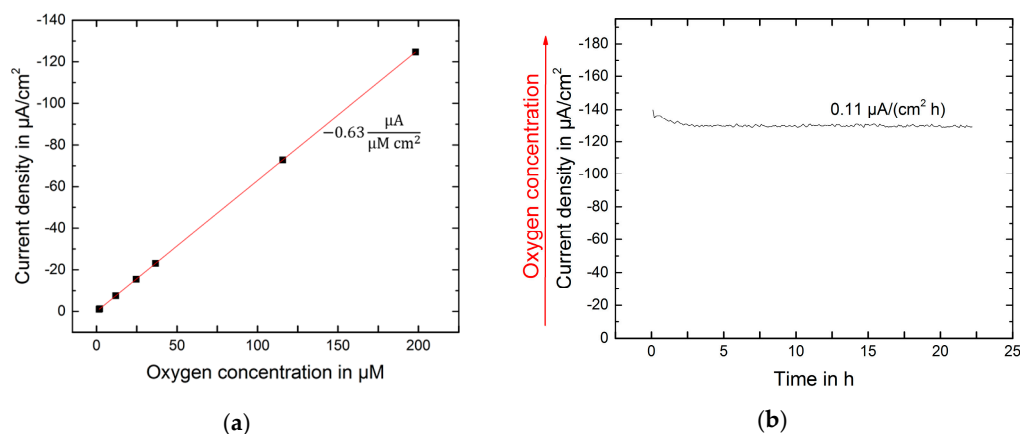 -140
-120
-100
-80
-60
-40
-20
0
Current density in µA/cm²
−0.63 µA
µM cm²
0 50 100 150 200
Oxygen concentration in µM
(a)
Oxygen concentration
Current density in µA/cm²
-180
-160
-140
-120
-100
-80
-60
-40
-20
0
0.11 µA/(cm² h)
0 5 10 15 20 25
Time in h
(b)